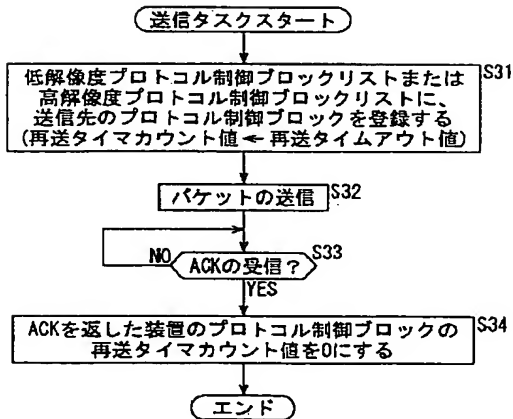 送信タスクスタート
低解像度プロトコル制御ブロックリストまたは
高解像度プロトコル制御ブロックリストに、
送信先のプロトコル制御ブロックを登録する
(再送タイマカウント値←再送タイムアウト値)
S31
パケットの送信
S32
ACKの受信?
S33
NO
YES
ACKを返した装置のプロトコル制御ブロックの
再送タイマカウント値を0にする
S34
エンド